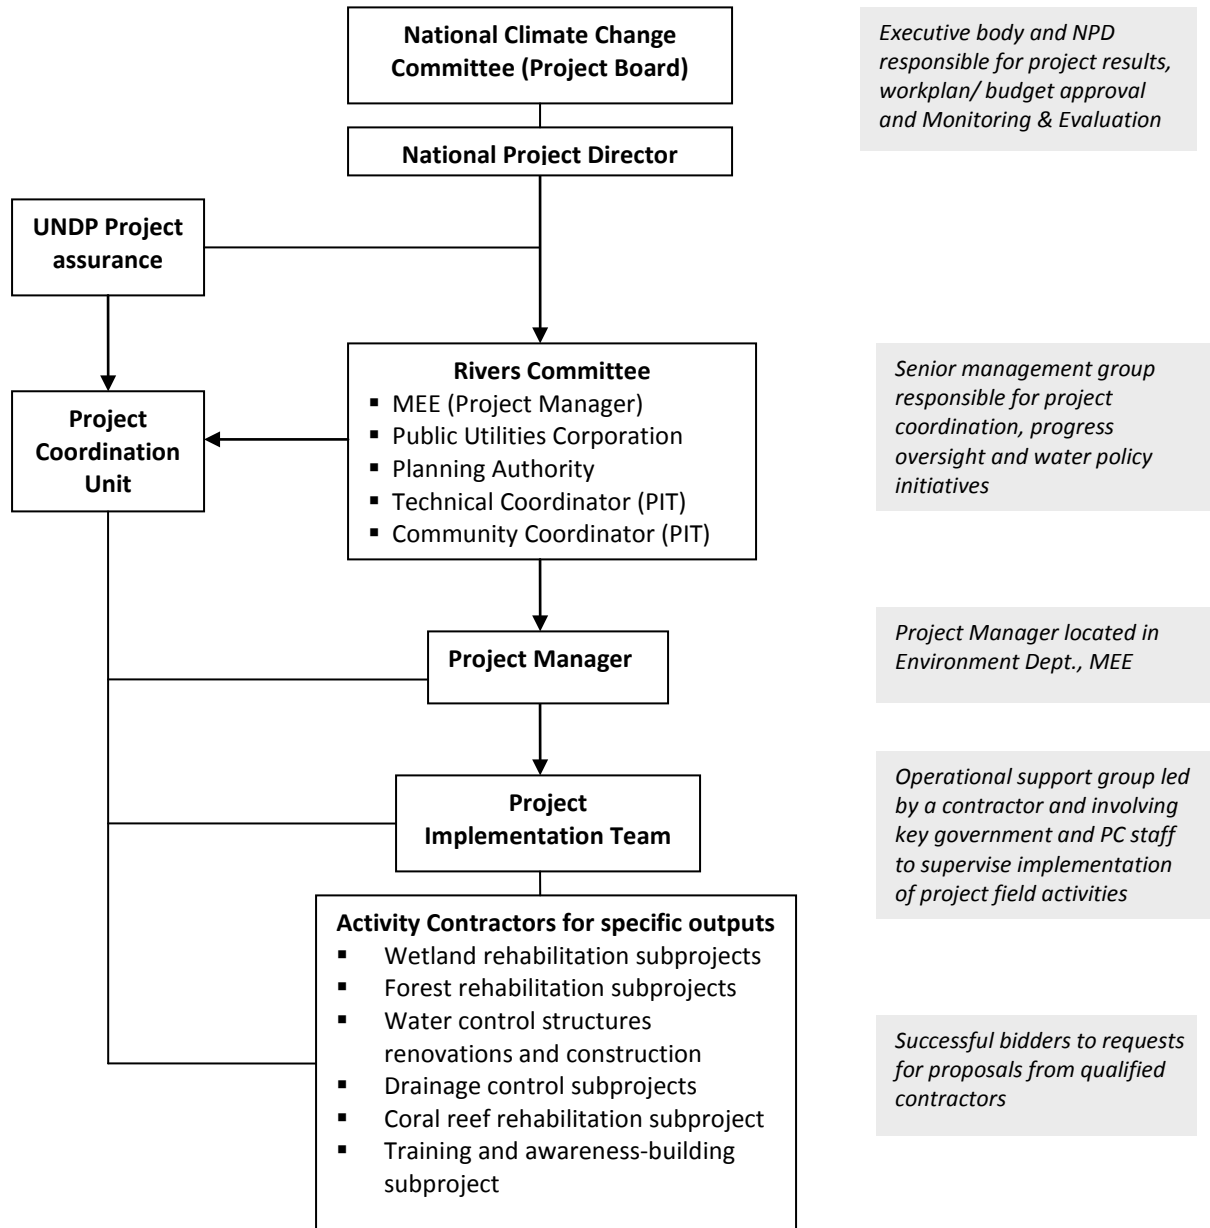 National Climate Change
Committee (Project Board)
Executive body and NPD
responsible for project results,
workplan/ budget approval
and Monitoring & Evaluation
National Project Director
UNDP Project
assurance
Rivers Committee
▪ MEE (Project Manager)
▪ Public Utilities Corporation
▪ Planning Authority
▪ Technical Coordinator (PIT)
▪ Community Coordinator (PIT)
Senior management group
responsible for project
coordination, progress
oversight and water policy
initiatives
Project
Coordination
Unit
Project Manager
Project Manager located in
Environment Dept., MEE
Project
Implementation Team
Operational support group led
by a contractor and involving
key government and PC staff
to supervise implementation
of project field activities
Activity Contractors for specific outputs
▪ Wetland rehabilitation subprojects
▪ Forest rehabilitation subprojects
▪ Water control structures
renovations and construction
▪ Drainage control subprojects
▪ Coral reef rehabilitation subproject
▪ Training and awareness-building
subproject
Successful bidders to requests
for proposals from qualified
contractors